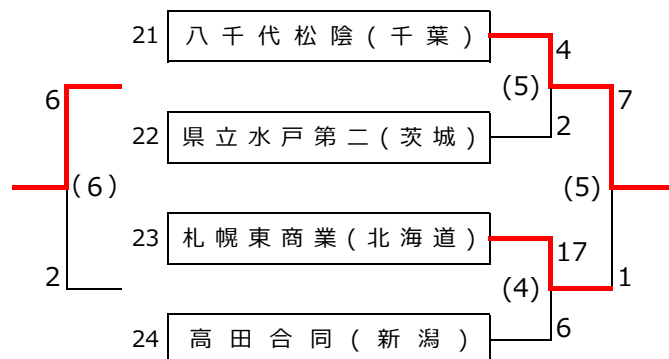 21 八千代松陰(千葉) 4
6 (5) 7
22 県立水戸第二(茨城) 2
(6) (5)
23 札幌東商業(北海道) 17
2 (4) 1
24 高田合同(新潟) 6